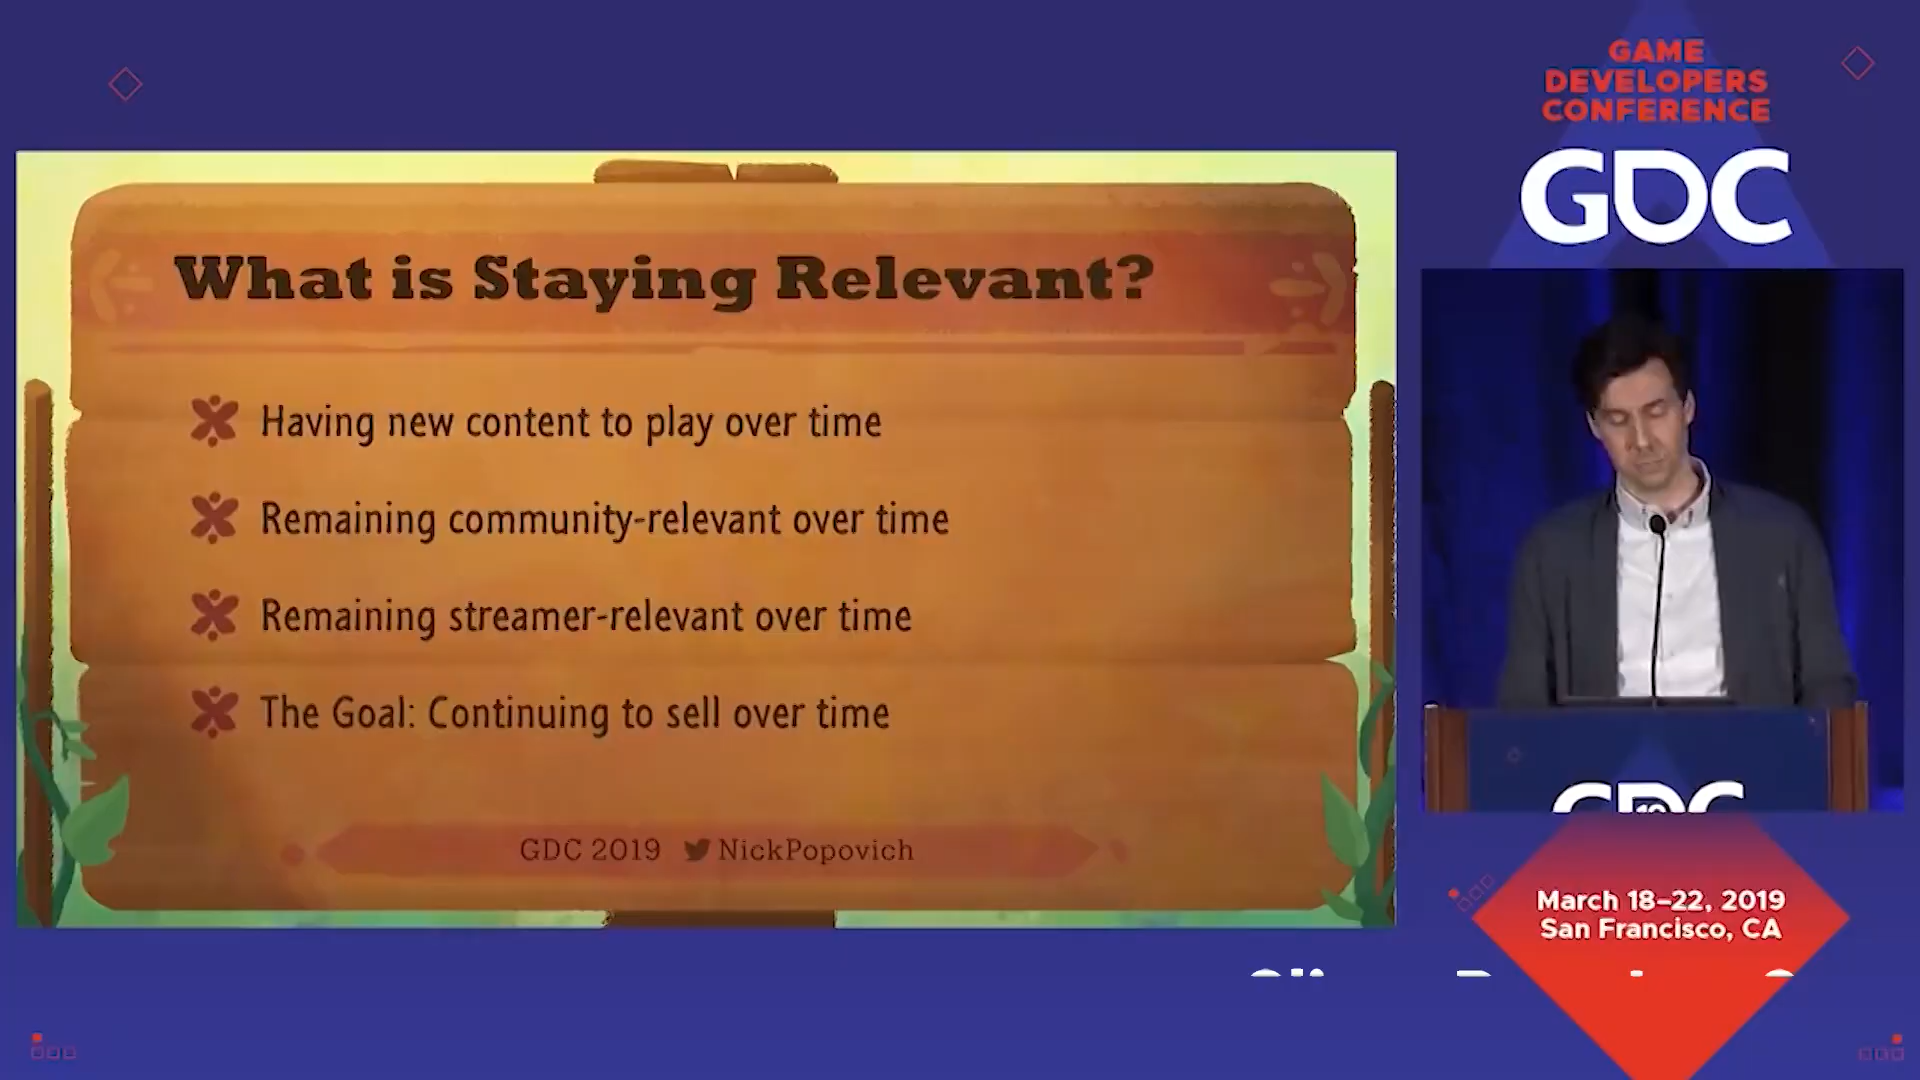 GAME
DEVELOPERS
CONFERENCE
GDC
What is Staying Relevant?
Having new content to play over time
Remaining community-relevant over time
Remaining streamer-relevant over time
The Goal: Continuing to sell over time
GDC 2019 NickPopovich
GDC
19
March 18–22, 2019
San Francisco, CA